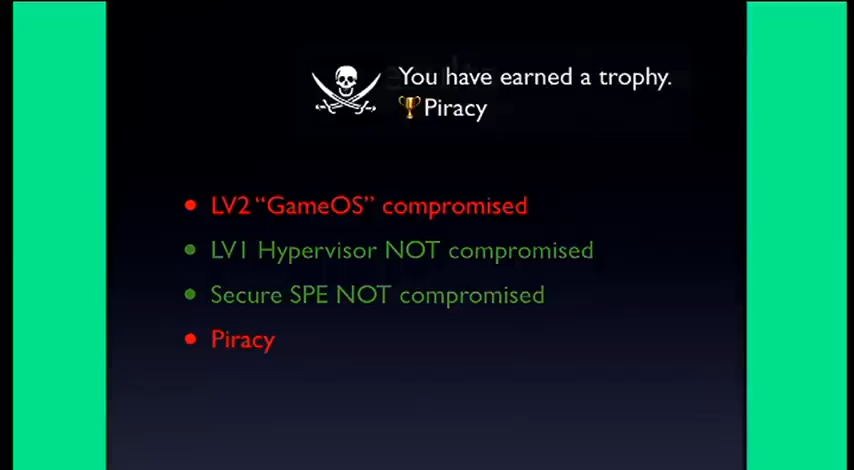 You have earned a trophy.
🏆Piracy
LV2 “GameOS” compromised
LV1 Hypervisor NOT compromised
Secure SPE NOT compromised
Piracy